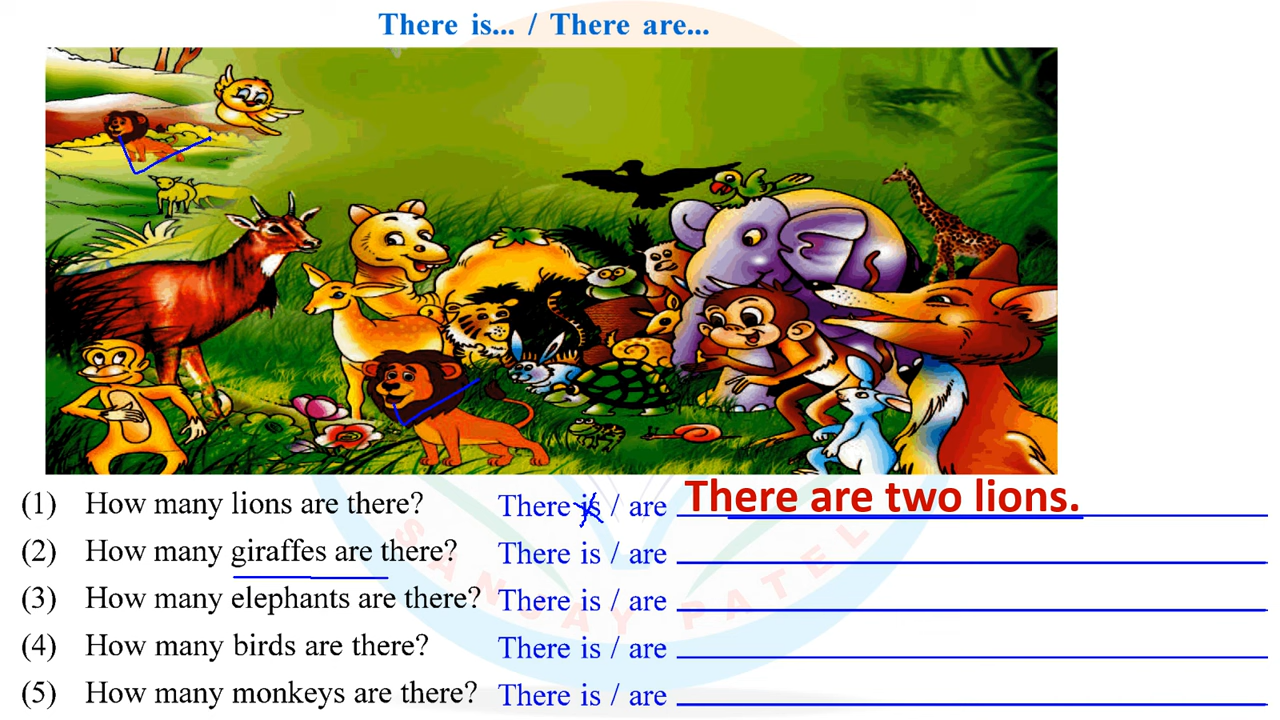 There is... / There are...
(1) How many lions are there? There is / are There are two lions.
(2) How many giraffes are there? There is / are
(3) How many elephants are there? There is / are
(4) How many birds are there? There is / are
(5) How many monkeys are there? There is / are
SANJAY PATEL